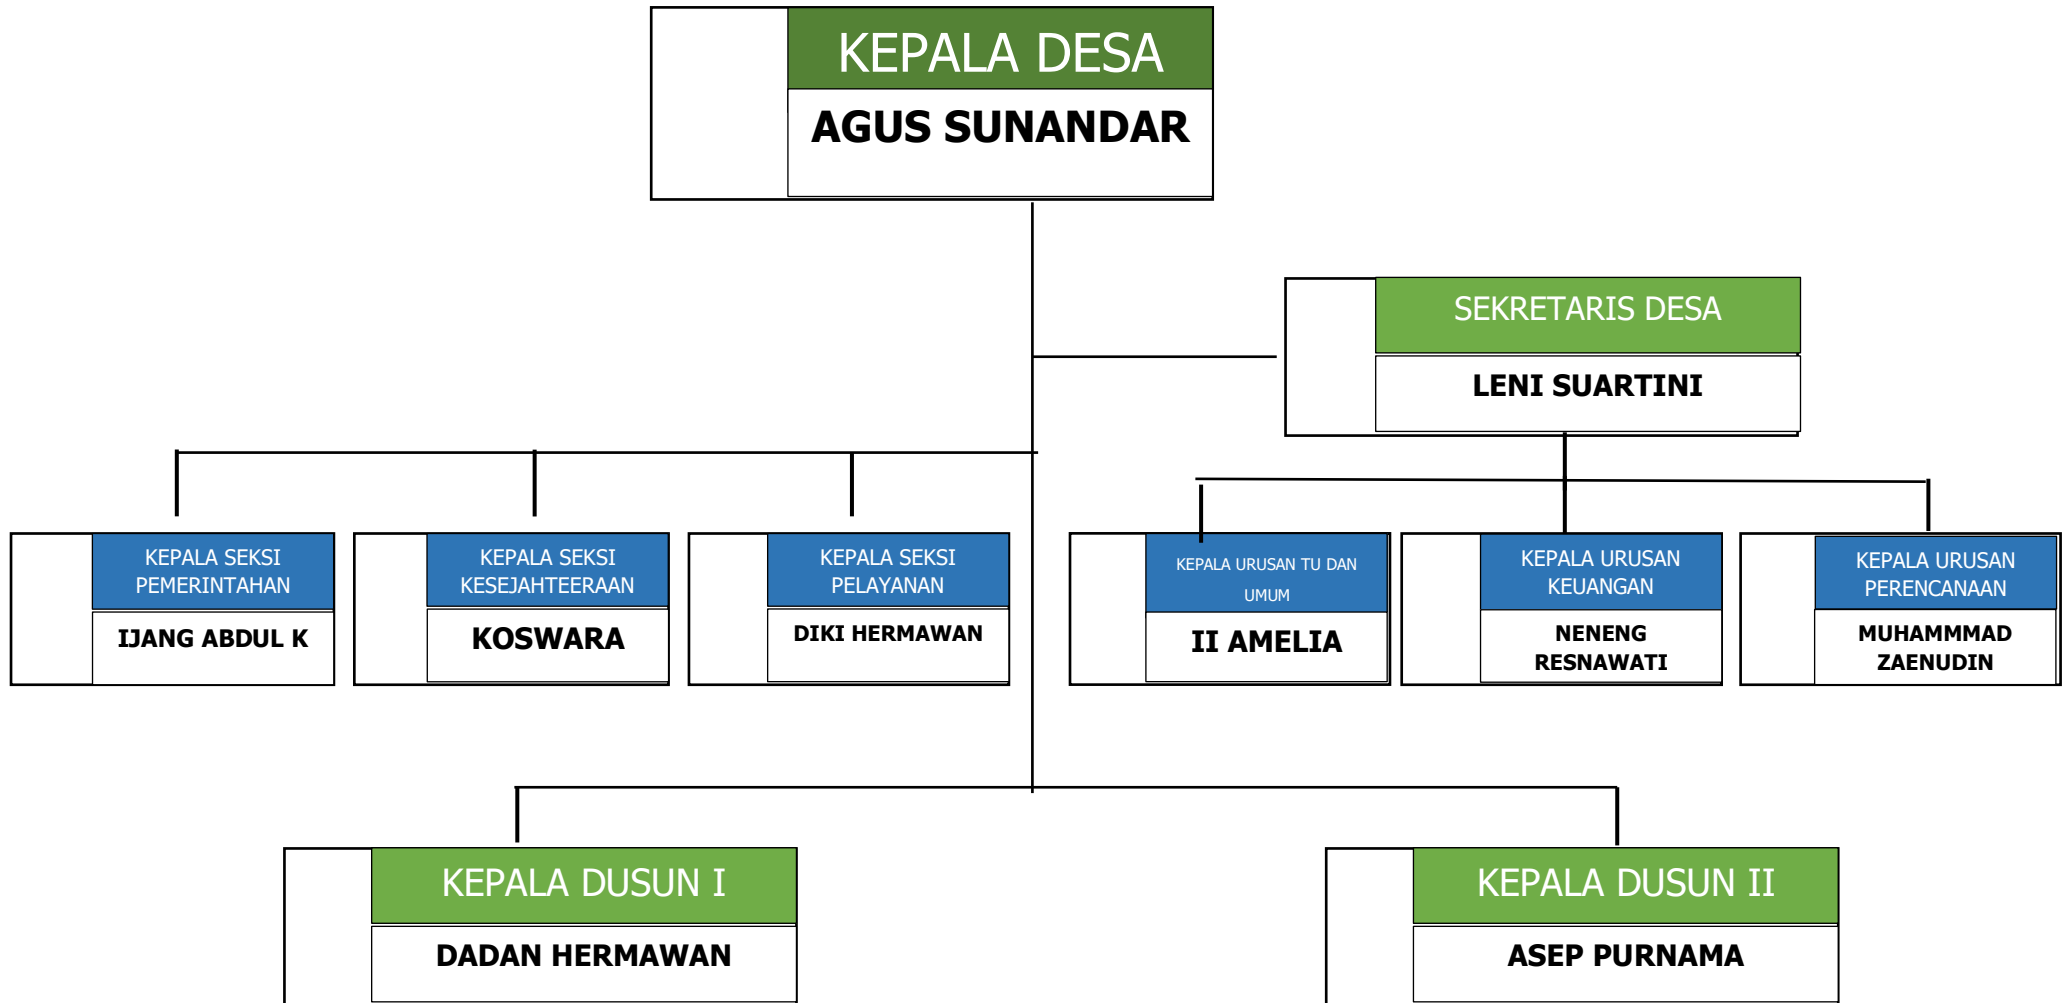 KEPALA DESA
AGUS SUNANDAR
SEKRETARIS DESA
LENI SUARTINI
KEPALA SEKSI
PEMERINTAHAN
IJANG ABDUL K
KEPALA SEKSI
KESEJAHTEERAAN
KOSWARA
KEPALA SEKSI
PELAYANAN
DIKI HERMAWAN
KEPALA URUSAN TU DAN
UMUM
II AMELIA
KEPALA URUSAN
KEUANGAN
NENENG
RESNAWATI
KEPALA URUSAN
PERENCANAAN
MUHAMMMAD
ZAENUDIN
KEPALA DUSUN I
DADAN HERMAWAN
KEPALA DUSUN II
ASEP PURNAMA